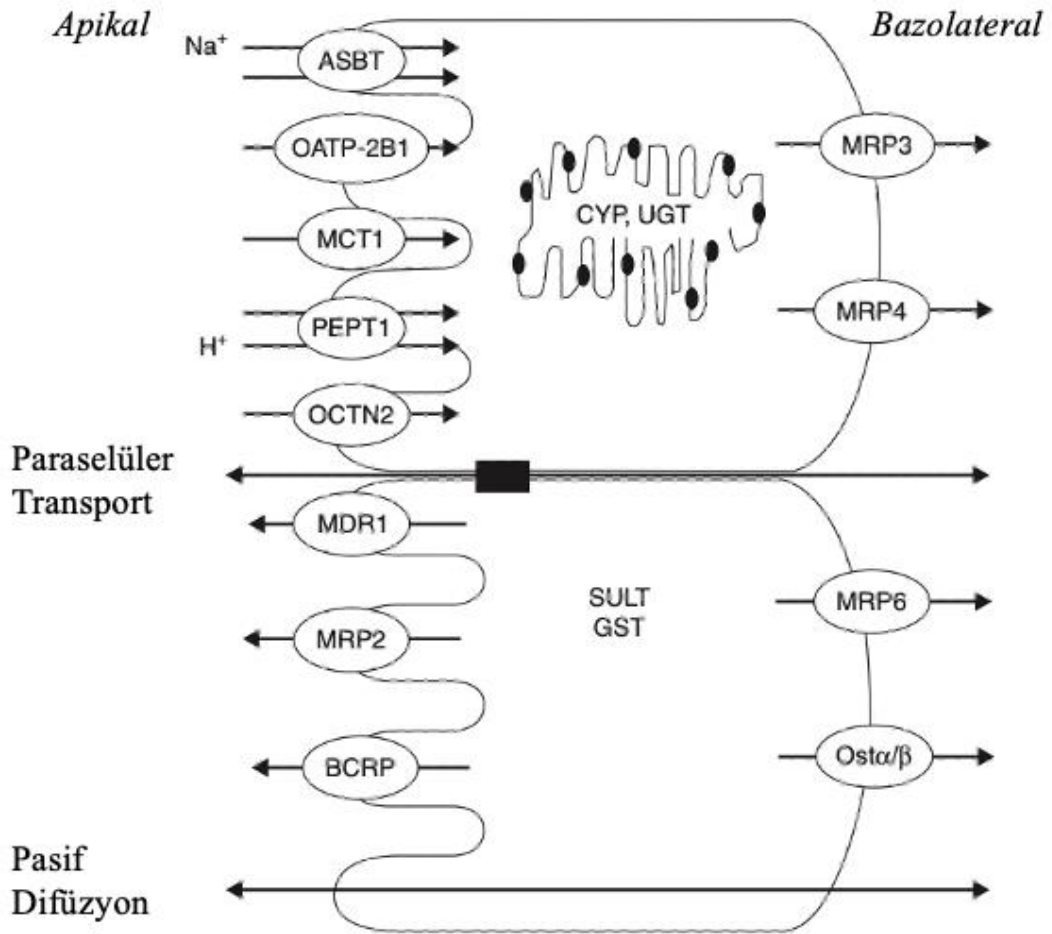 Apikal
Bazolateral
Na⁺
ASBT
OATP-2B1
MRP3
CYP, UGT
MCT1
PEPT1
MRP4
H⁺
OCTN2
Paraselüler
Transport
MDR1
SULT
GST
MRP6
MRP2
BCRP
Ostα/β
Pasif
Difüzyon